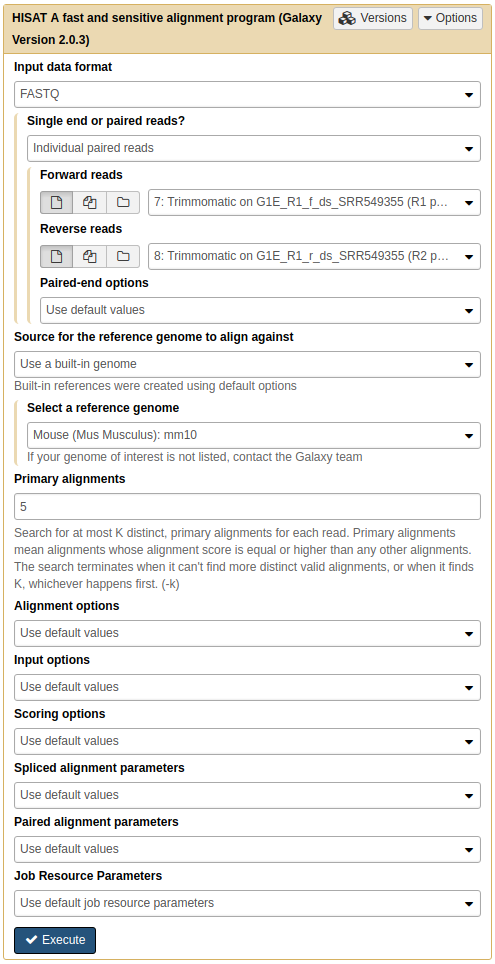 HISAT A fast and sensitive alignment program (Galaxy
Version 2.0.3)
Versions
Options
Input data format
FASTQ
Single end or paired reads?
Individual paired reads
Forward reads
7: Trimmomatic on G1E_R1_f_ds_SRR549355 (R1 p...
Reverse reads
8: Trimmomatic on G1E_R1_r_ds_SRR549355 (R2 p...
Paired-end options
Use default values
Source for the reference genome to align against
Use a built-in genome
Built-in references were created using default options
Select a reference genome
Mouse (Mus Musculus): mm10
If your genome of interest is not listed, contact the Galaxy team
Primary alignments
5
Search for at most K distinct, primary alignments for each read. Primary alignments
mean alignments whose alignment score is equal or higher than any other alignments.
The search terminates when it can't find more distinct valid alignments, or when it finds
K, whichever happens first. (-k)
Alignment options
Use default values
Input options
Use default values
Scoring options
Use default values
Spliced alignment parameters
Use default values
Paired alignment parameters
Use default values
Job Resource Parameters
Use default job resource parameters
Execute